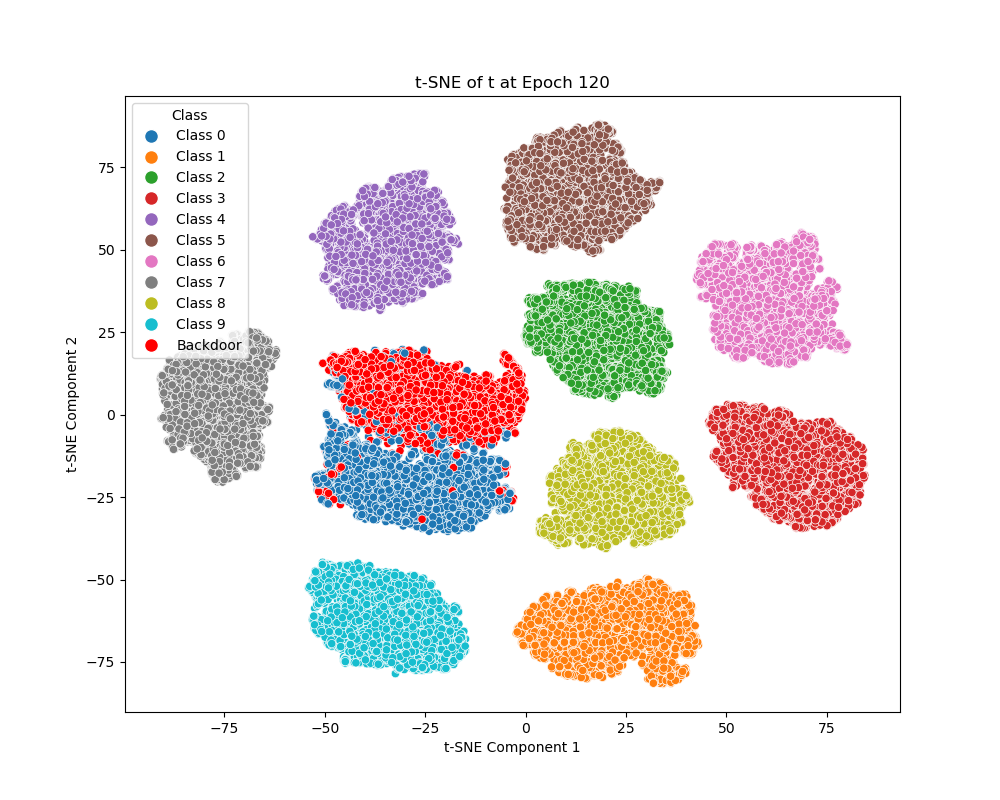 t-SNE of t at Epoch 120
Class
Class 0
Class 1
Class 2
Class 3
Class 4
Class 5
Class 6
Class 7
Class 8
Class 9
Backdoor
75
50
25
0
−25
−50
−75
t-SNE Component 2
−75
−50
−25
0
25
50
75
t-SNE Component 1